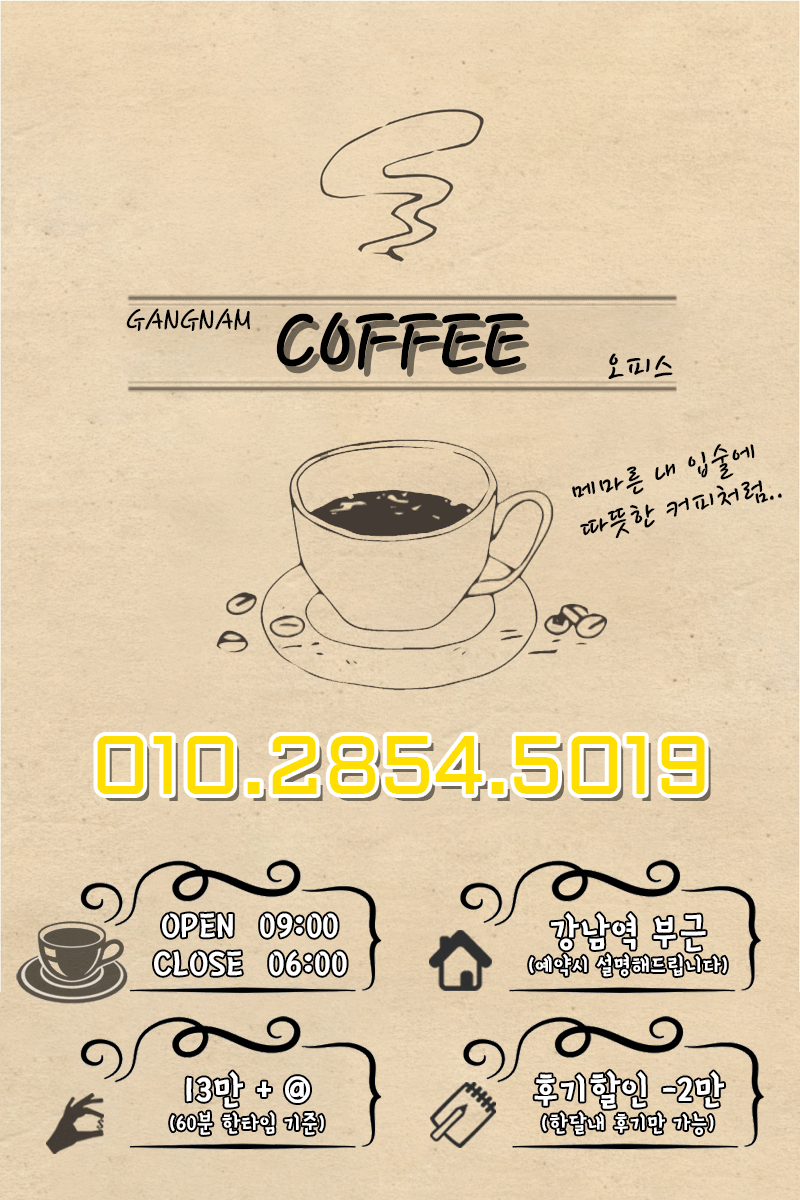 GANGNAM
COFFEE
오피스
메마른 내 입술에
따뜻한 커피처럼..
010.2854.5019
OPEN 09:00
CLOSE 06:00
강남역 부근
(예약시 설명해드립니다)
13만 + @
(60분 한타임 기준)
후기할인 -2만
(한달내 후기만 가능)